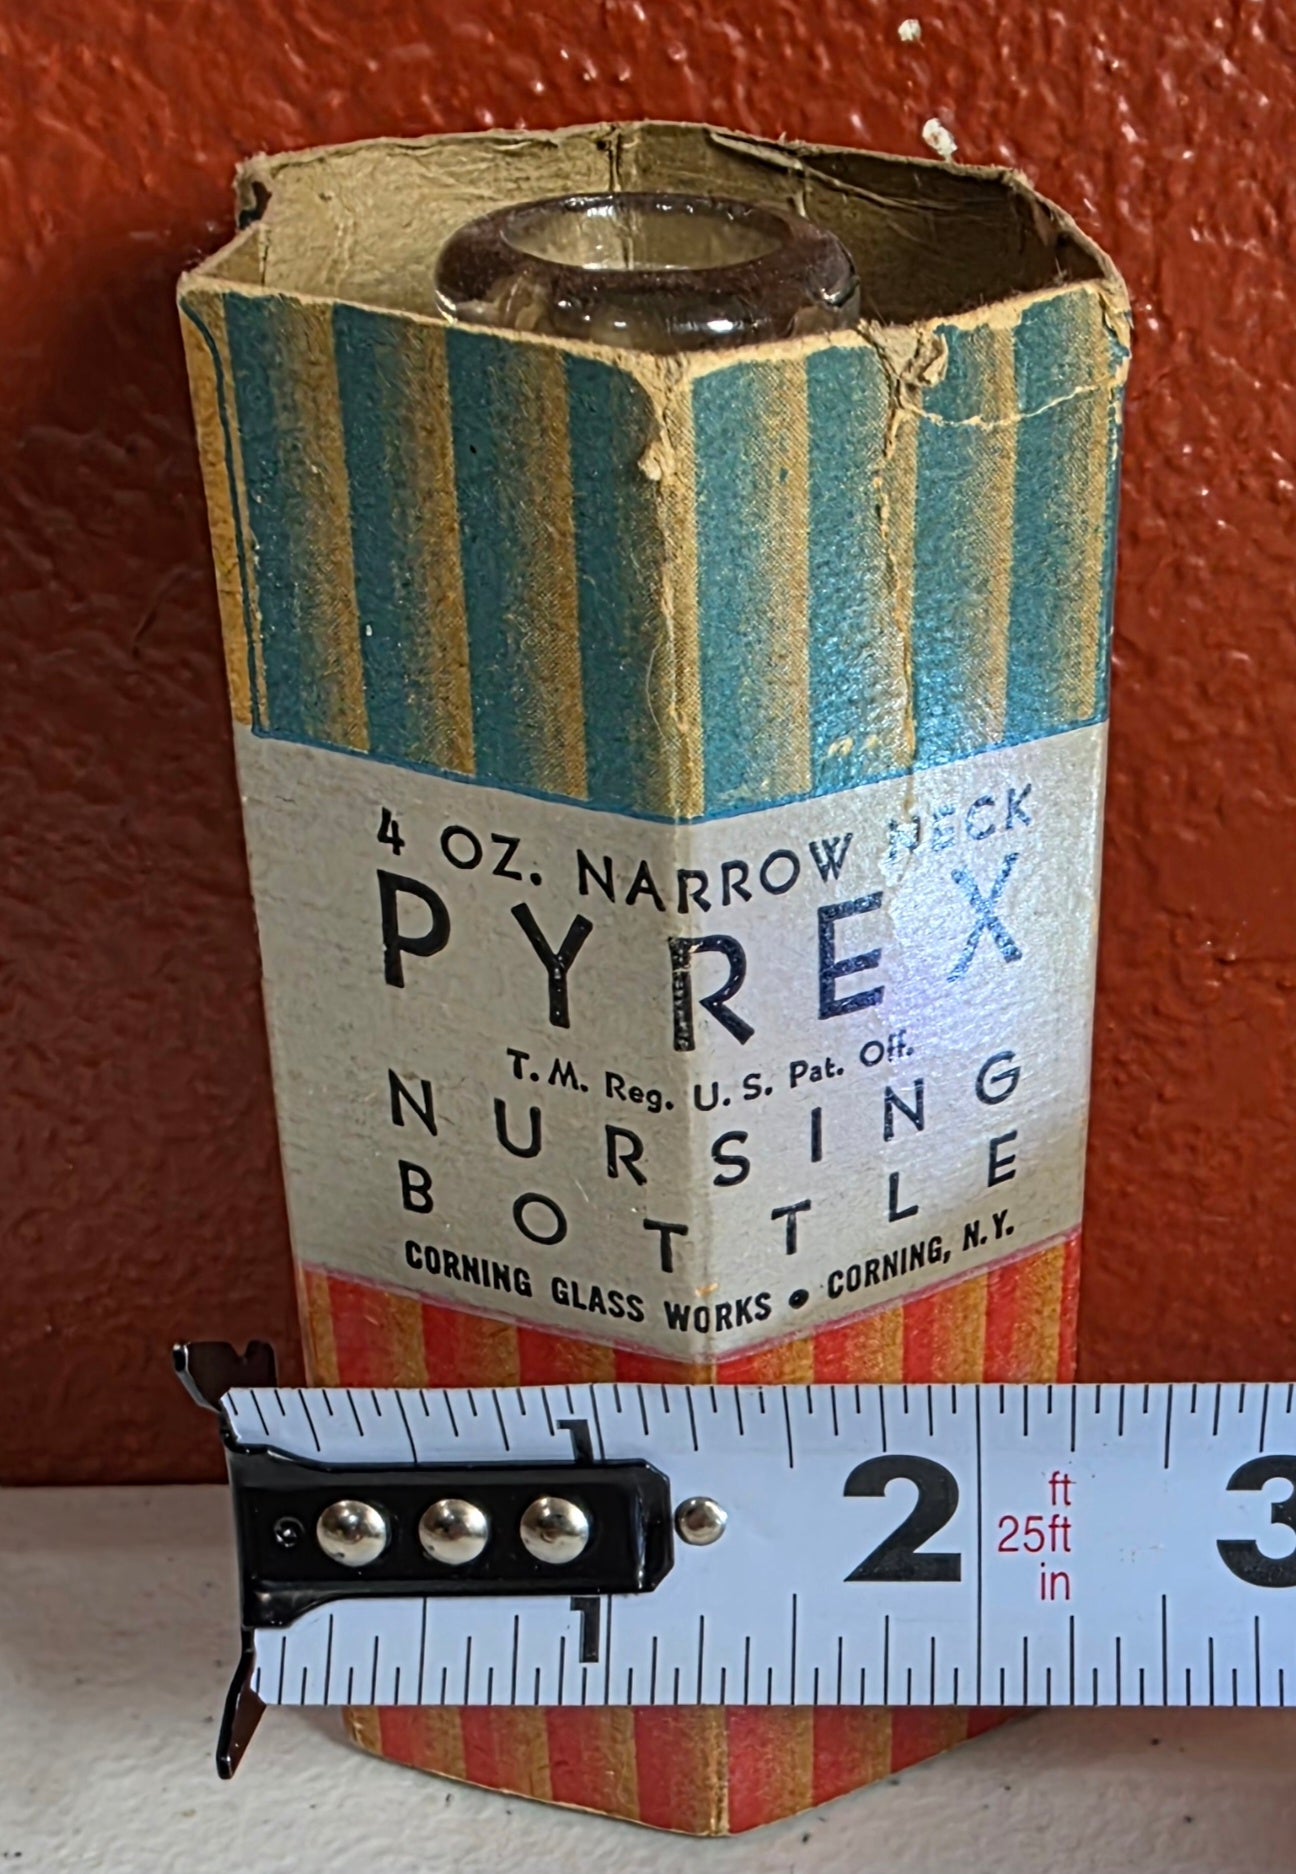 4 OZ. NARROW NECK
PYREX
T. M. Reg. U. S. Pat. Off.
NURSING
BOTTLE
CORNING GLASS WORKS • CORNING, N.Y.
1
2
3
ft
25ft
in
1